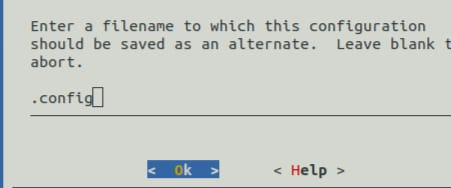 Enter a filename to which this configuration
should be saved as an alternate. Leave blank t
abort.
.config
< Ok > < Help >